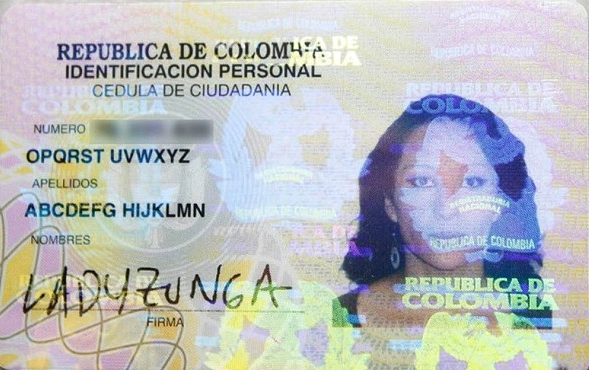 REPUBLICA DE COLOMBIA
IDENTIFICACION PERSONAL
CEDULA DE CIUDADANIA
NUMERO
OPQRST UVWXYZ
APELLIDOS
ABCDEFG HIJKLMN
NOMBRES
LADYZUNGA
FIRMA
REPUBLICA DE COLOMBIA
REGISTRADURIA
NACIONAL
REPUBLICA DE COLOMBIA
REPUBLICA DE
COLOMBIA